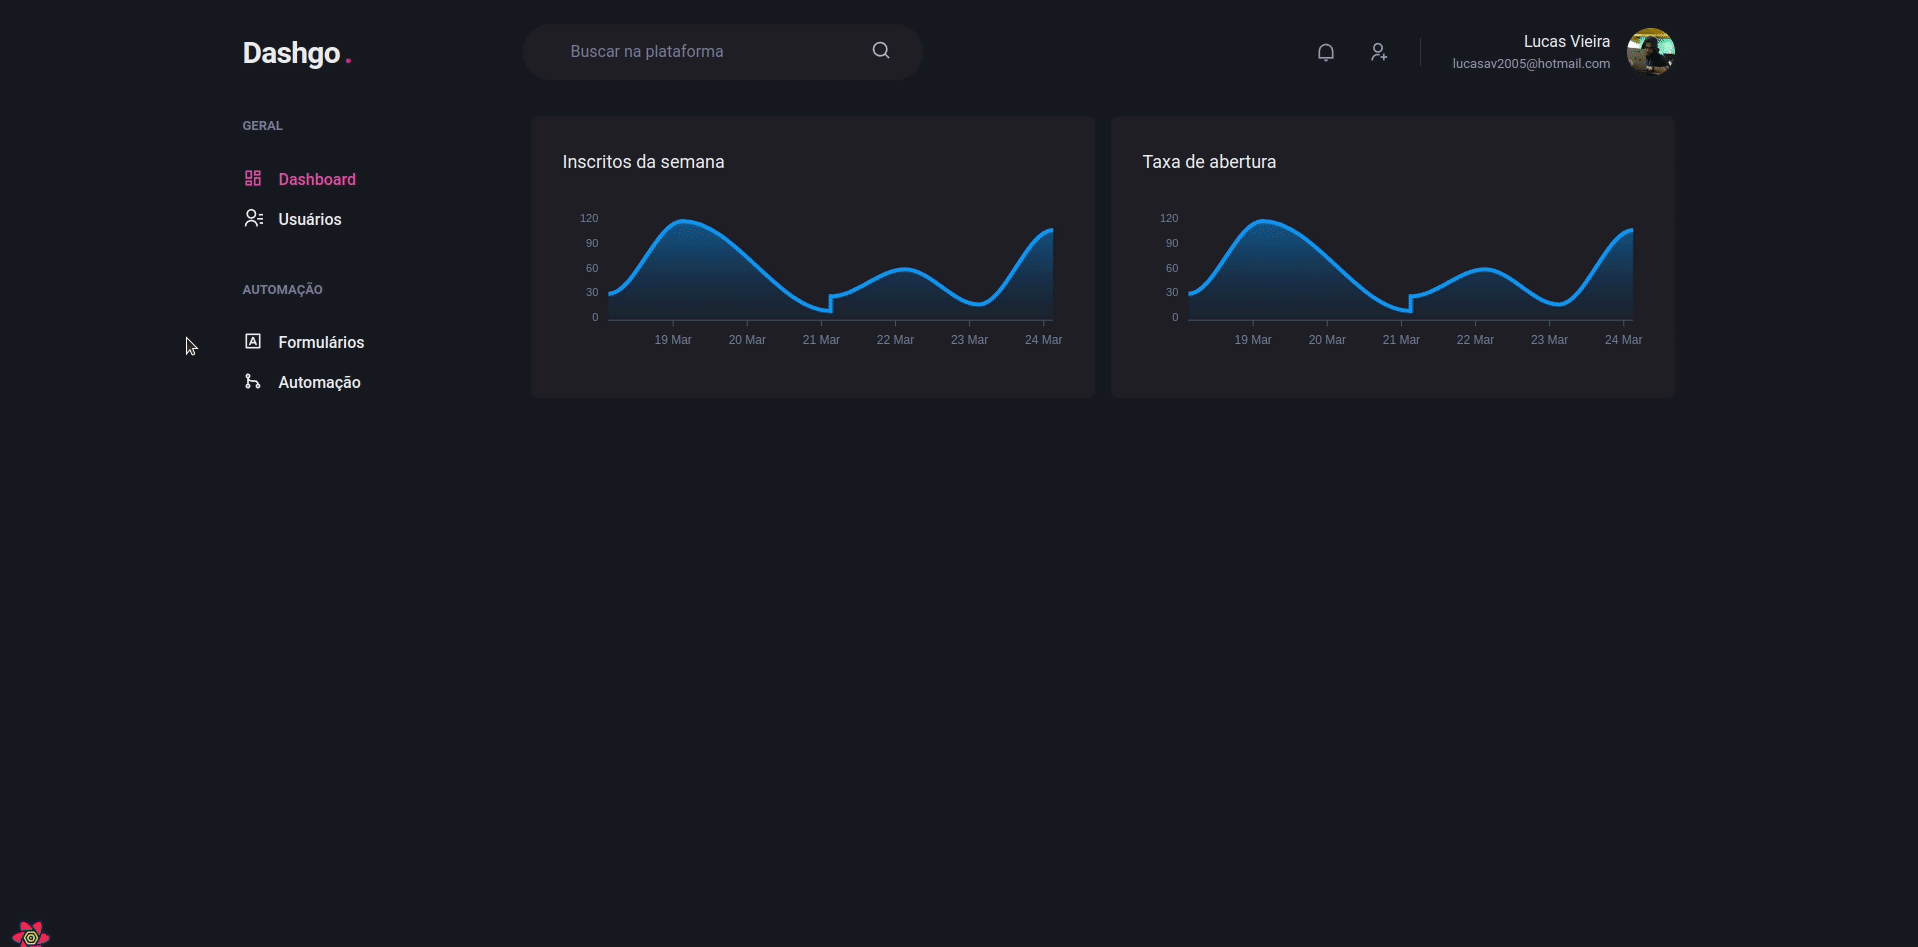 Dashgo.
Buscar na plataforma
Lucas Vieira
lucasav2005@hotmail.com
GERAL
Dashboard
Usuários
AUTOMAÇÃO
Formulários
Automação
Inscritos da semana
120
90
60
30
0
19 Mar 20 Mar 21 Mar 22 Mar 23 Mar 24 Mar
Taxa de abertura
120
90
60
30
0
19 Mar 20 Mar 21 Mar 22 Mar 23 Mar 24 Mar